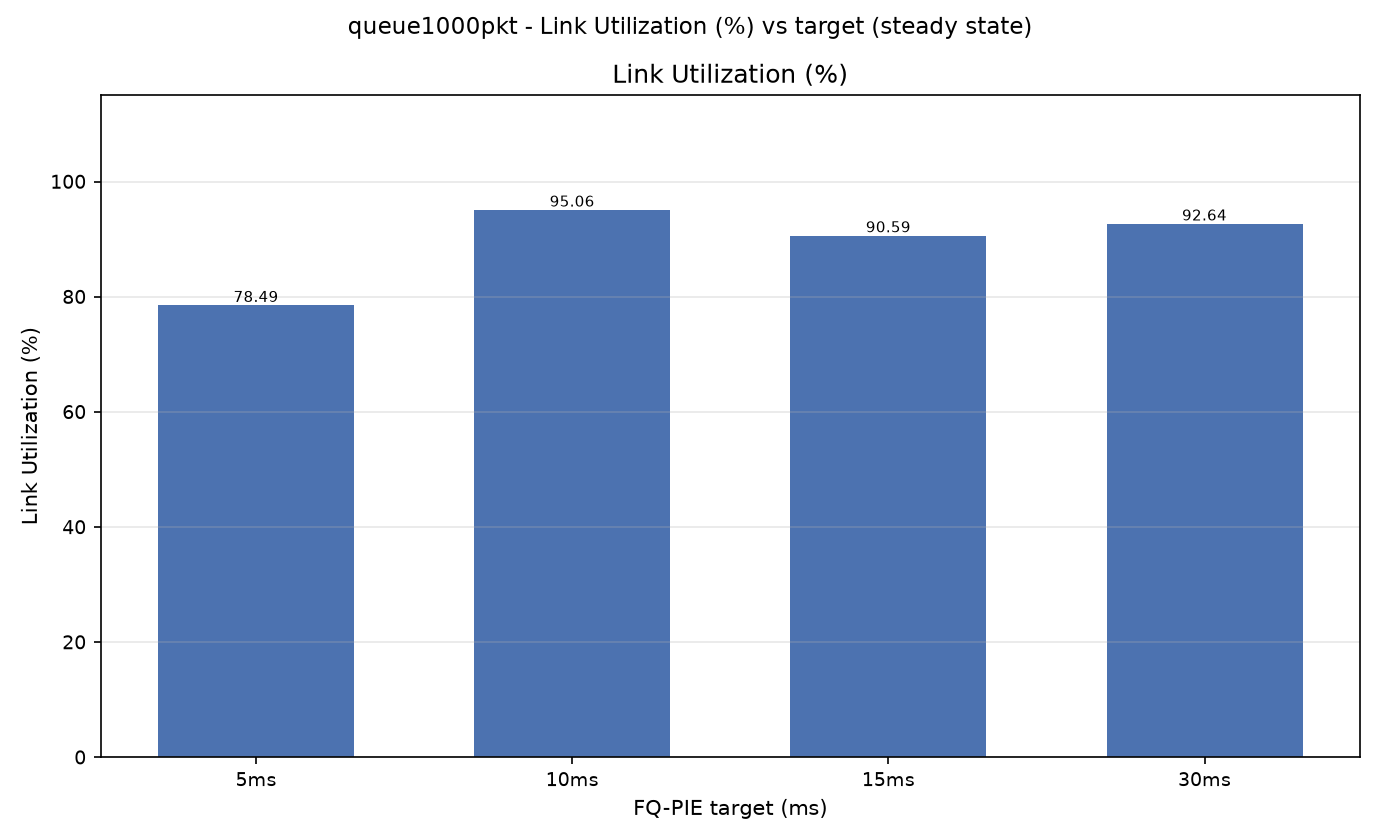 queue1000pkt - Link Utilization (%) vs target (steady state)
Link Utilization (%)
Link Utilization (%)
100
80
60
40
20
0
78.49
95.06
90.59
92.64
5ms
10ms
15ms
30ms
FQ-PIE target (ms)